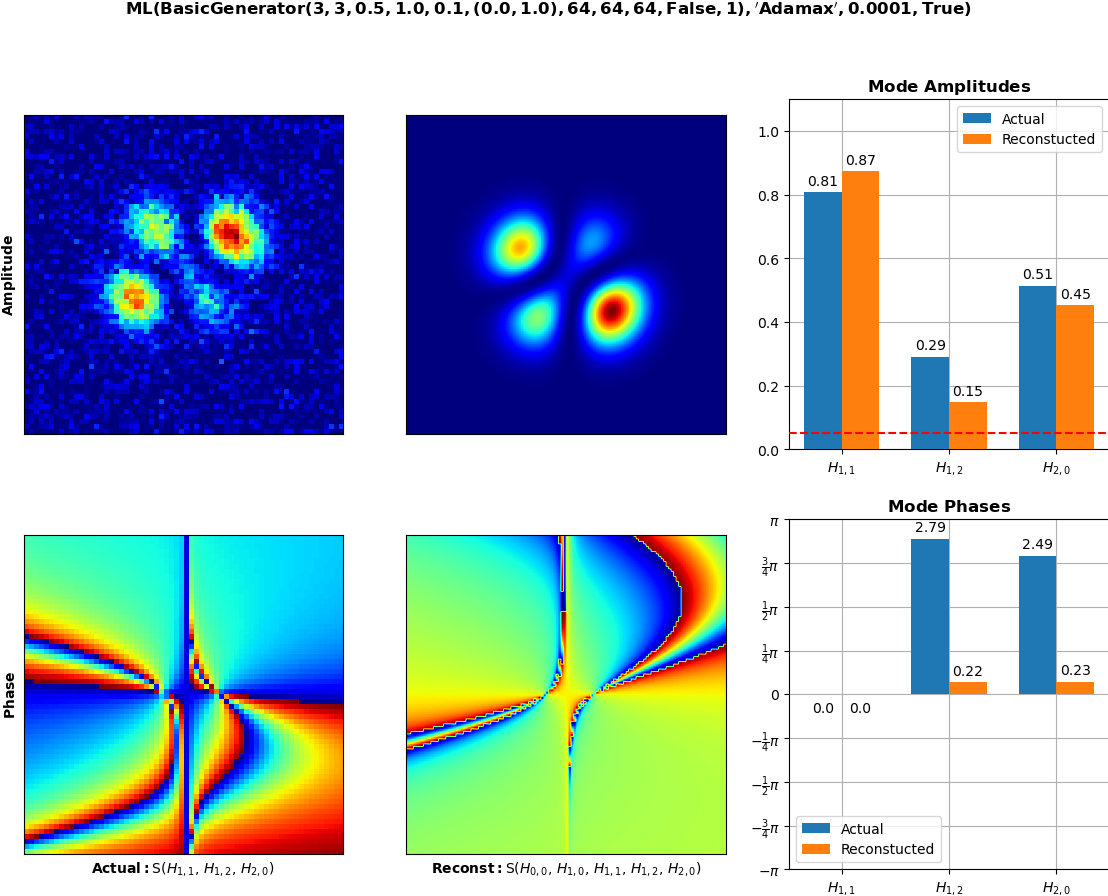 ML(BasicGenerator(3, 3, 0.5, 1.0, 0.1, (0.0, 1.0), 64, 64, 64, False, 1), ′Adamax′, 0.0001, True)
Amplitude
Mode Amplitudes
Actual
Reconstucted
1.0
0.8
0.6
0.4
0.2
0.0
0.81
0.87
0.29
0.15
0.51
0.45
H₁,₁
H₁,₂
H₂,₀
Phase
Actual: S(H₁,₁, H₁,₂, H₂,₀)
Reconst: S(H₀,₀, H₁,₀, H₁,₁, H₁,₂, H₂,₀)
Mode Phases
π
3/4π
1/2π
1/4π
0
−1/4π
−1/2π
−3/4π
−π
0.0
0.0
2.79
0.22
2.49
0.23
Actual
Reconstucted
H₁,₁
H₁,₂
H₂,₀